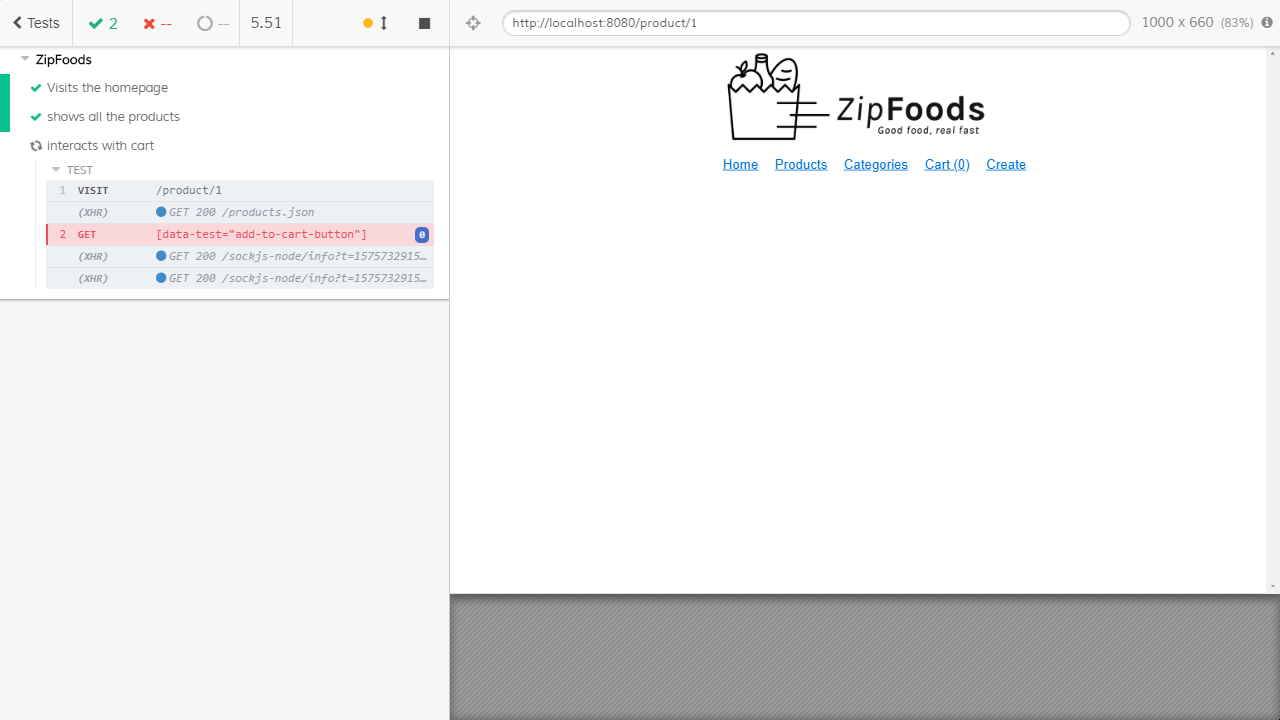 Tests 2 -- -- 5.51
http://localhost:8080/product/1 1000 x 660 (83%)
ZipFoods
Visits the homepage
shows all the products
interacts with cart
TEST
1 VISIT /product/1
(XHR) GET 200 /products.json
2 GET [data-test="add-to-cart-button"] 0
(XHR) GET 200 /sockjs-node/info?t=1575732915…
(XHR) GET 200 /sockjs-node/info?t=1575732915…
ZipFoods
Good food, real fast
Home Products Categories Cart (0) Create